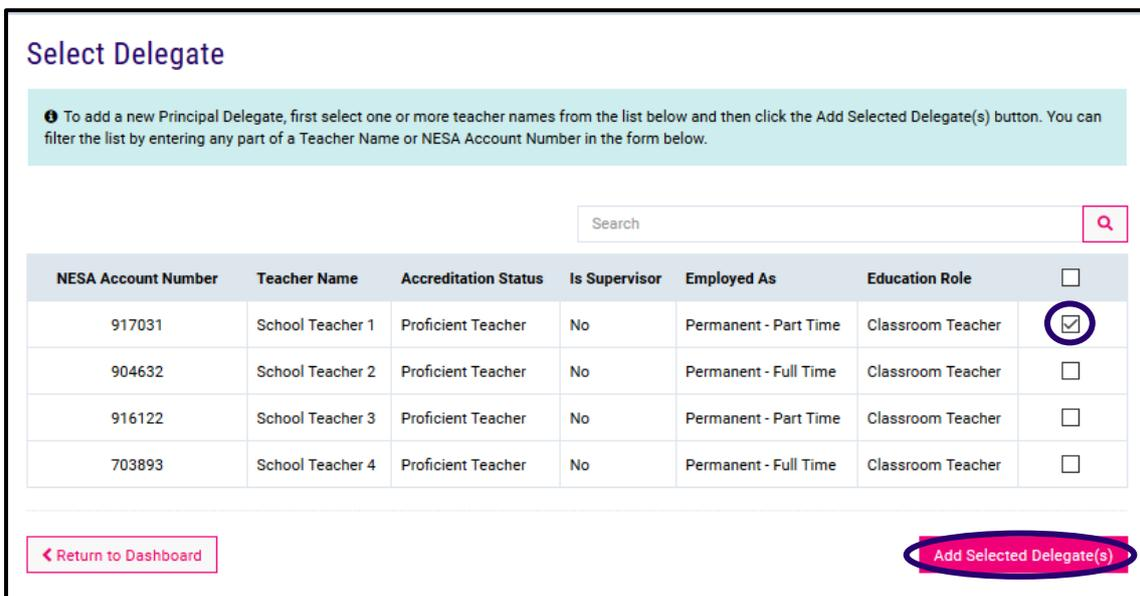 Select Delegate
To add a new Principal Delegate, first select one or more teacher names from the list below and then click the Add Selected Delegate(s) button. You can
filter the list by entering any part of a Teacher Name or NESA Account Number in the form below.
Search
NESA Account Number Teacher Name Accreditation Status Is Supervisor Employed As Education Role
917031 School Teacher 1 Proficient Teacher No Permanent - Part Time Classroom Teacher
904632 School Teacher 2 Proficient Teacher No Permanent - Full Time Classroom Teacher
916122 School Teacher 3 Proficient Teacher No Permanent - Part Time Classroom Teacher
703893 School Teacher 4 Proficient Teacher No Permanent - Full Time Classroom Teacher
Return to Dashboard Add Selected Delegate(s)